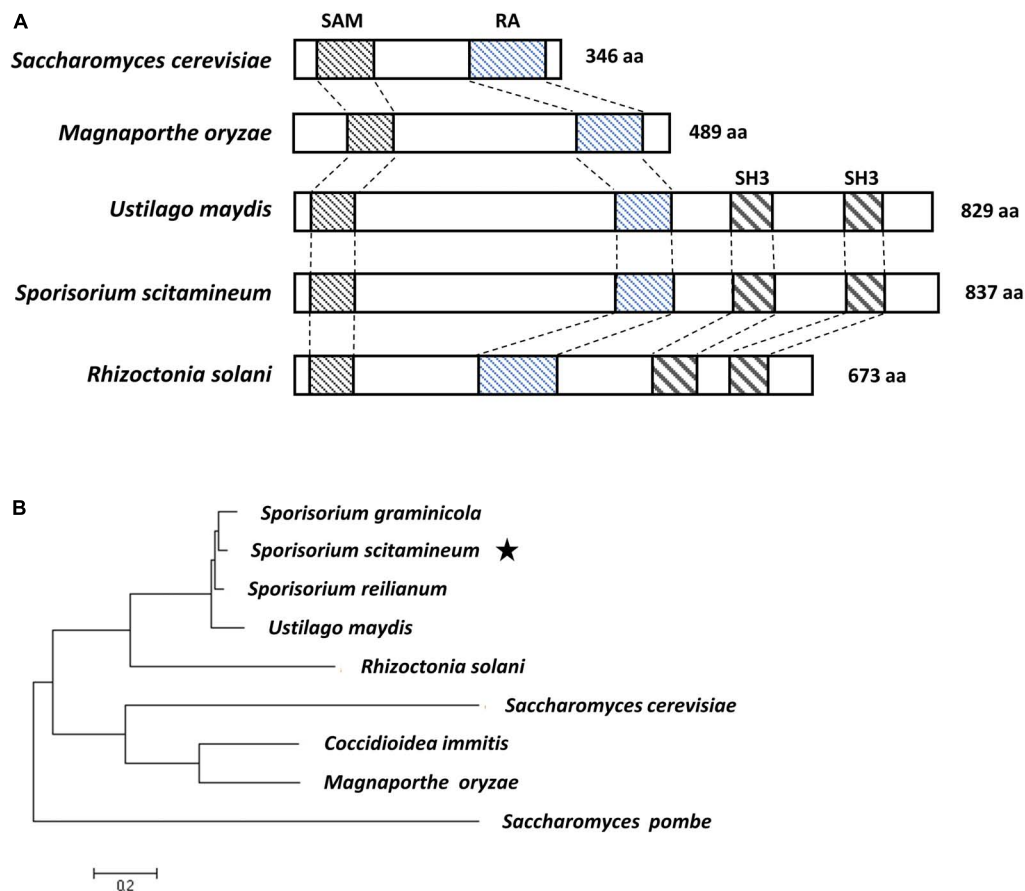 A
SAM RA
Saccharomyces cerevisiae 346 aa
Magnaporthe oryzae 489 aa
SH3 SH3
Ustilago maydis 829 aa
Sporisorium scitamineum 837 aa
Rhizoctonia solani 673 aa
B
Sporisorium graminicola
Sporisorium scitamineum ★
Sporisorium reilianum
Ustilago maydis
Rhizoctonia solani
Saccharomyces cerevisiae
Coccidioidea immitis
Magnaporthe oryzae
Saccharomyces pombe
0.2